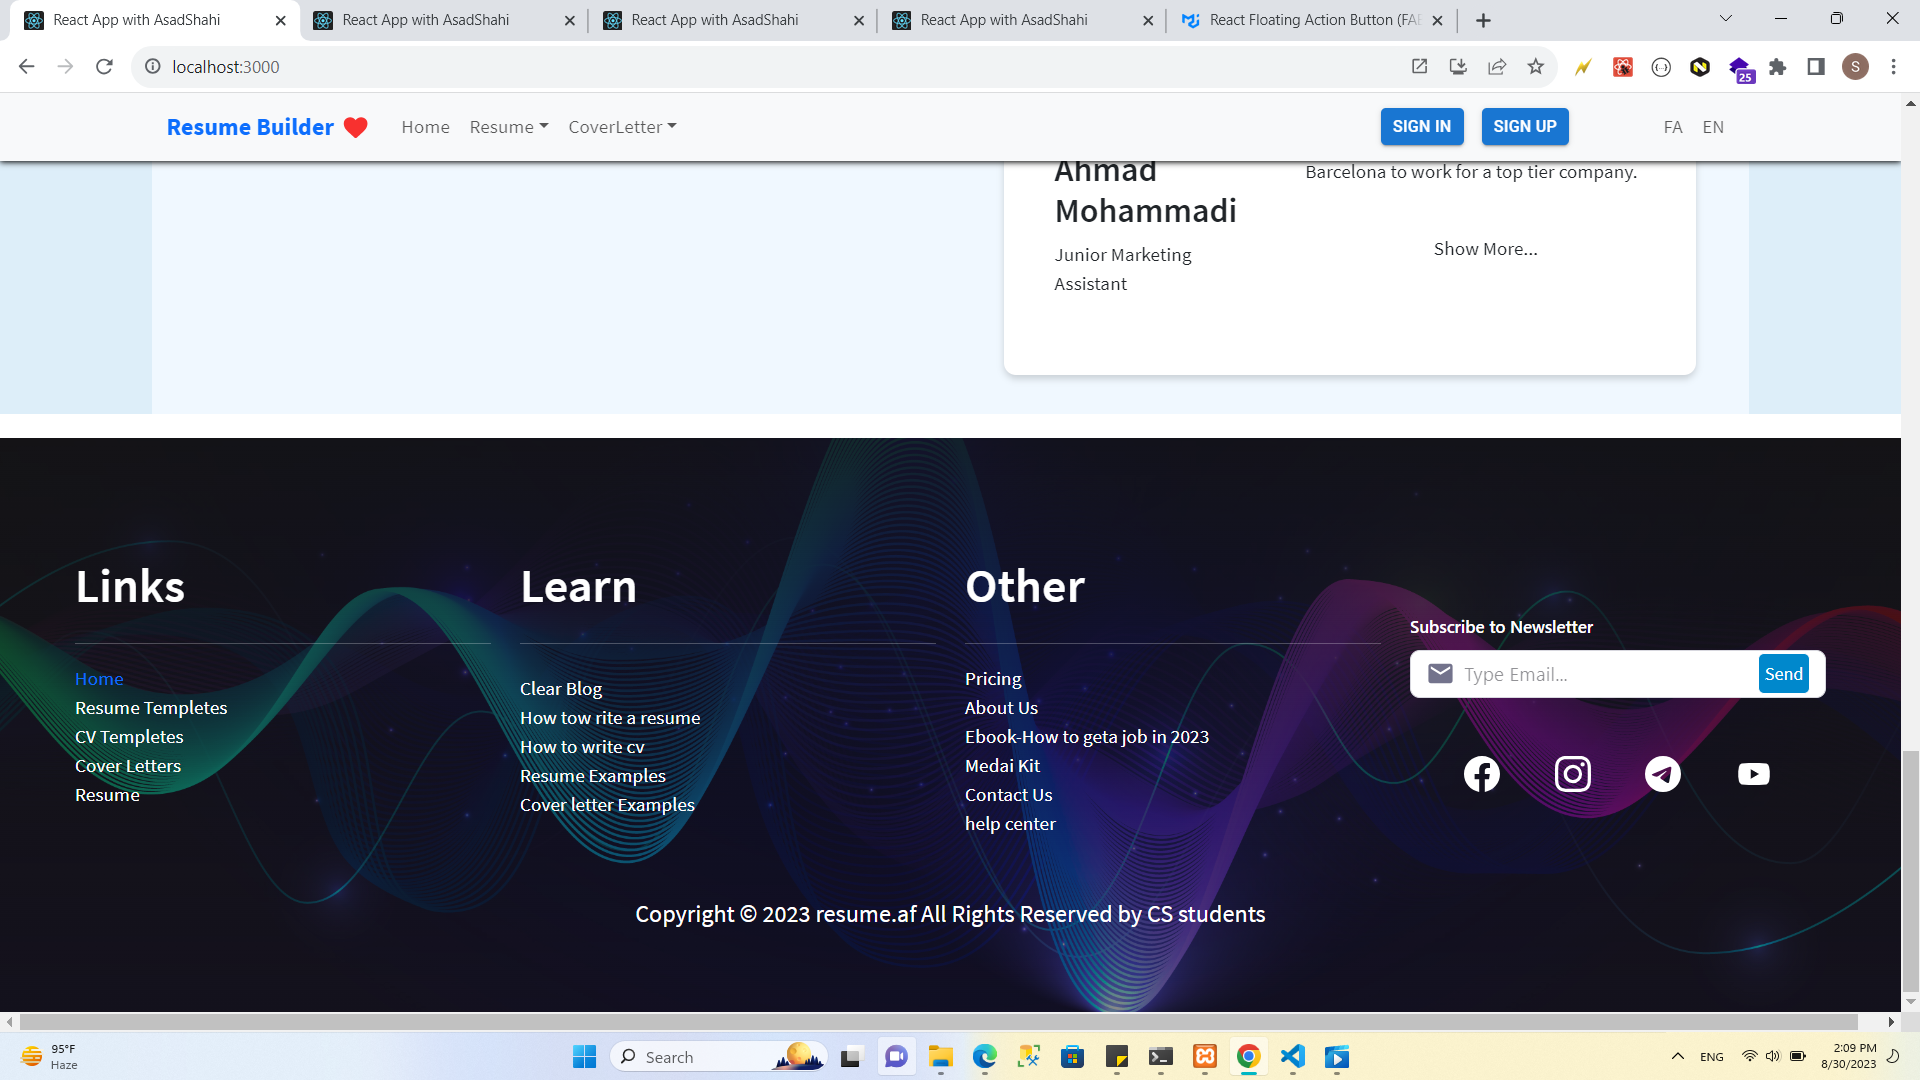 React App with AsadShahi
React App with AsadShahi
React App with AsadShahi
React App with AsadShahi
React Floating Action Button (FAB
localhost:3000
25
S
Resume Builder
Home
Resume
CoverLetter
SIGN IN
SIGN UP
FA
EN
Ahmad
Mohammadi
Junior Marketing
Assistant
Barcelona to work for a top tier company.
Show More...
Links
Home
Resume Templetes
CV Templetes
Cover Letters
Resume
Learn
Clear Blog
How tow rite a resume
How to write cv
Resume Examples
Cover letter Examples
Other
Pricing
About Us
Ebook-How to geta job in 2023
Medai Kit
Contact Us
help center
Subscribe to Newsletter
Type Email...
Send
Copyright © 2023 resume.af All Rights Reserved by CS students
95°F
Haze
Search
ENG
2:09 PM
8/30/2023